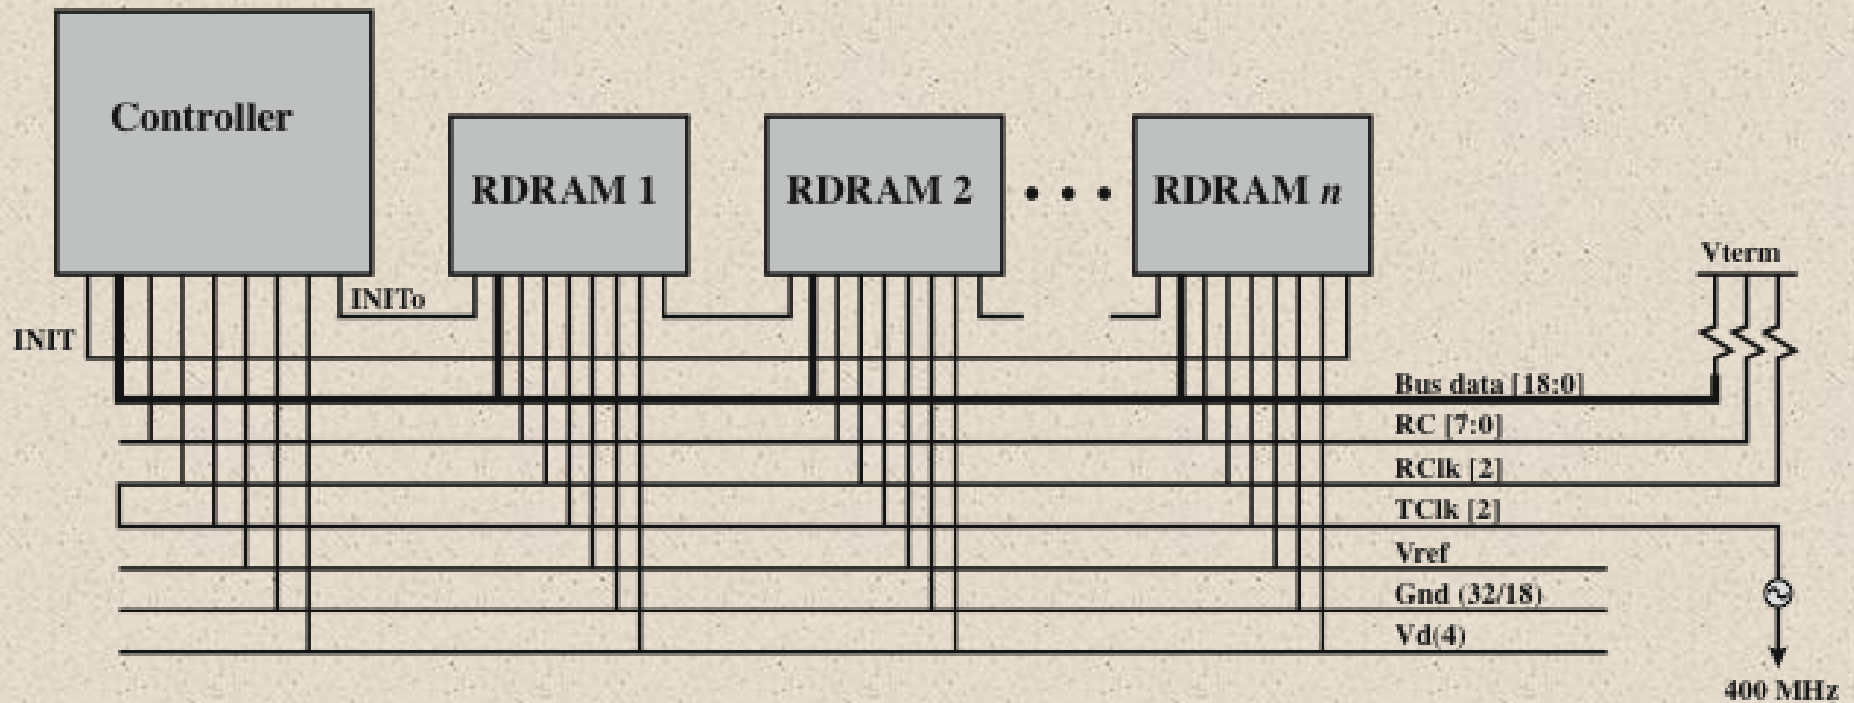 Controller
RDRAM 1
RDRAM 2
• • •
RDRAM n
Vterm
INITo
INIT
Bus data [18:0]
RC [7:0]
RClk [2]
TClk [2]
Vref
Gnd (32/18)
Vd(4)
400 MHz